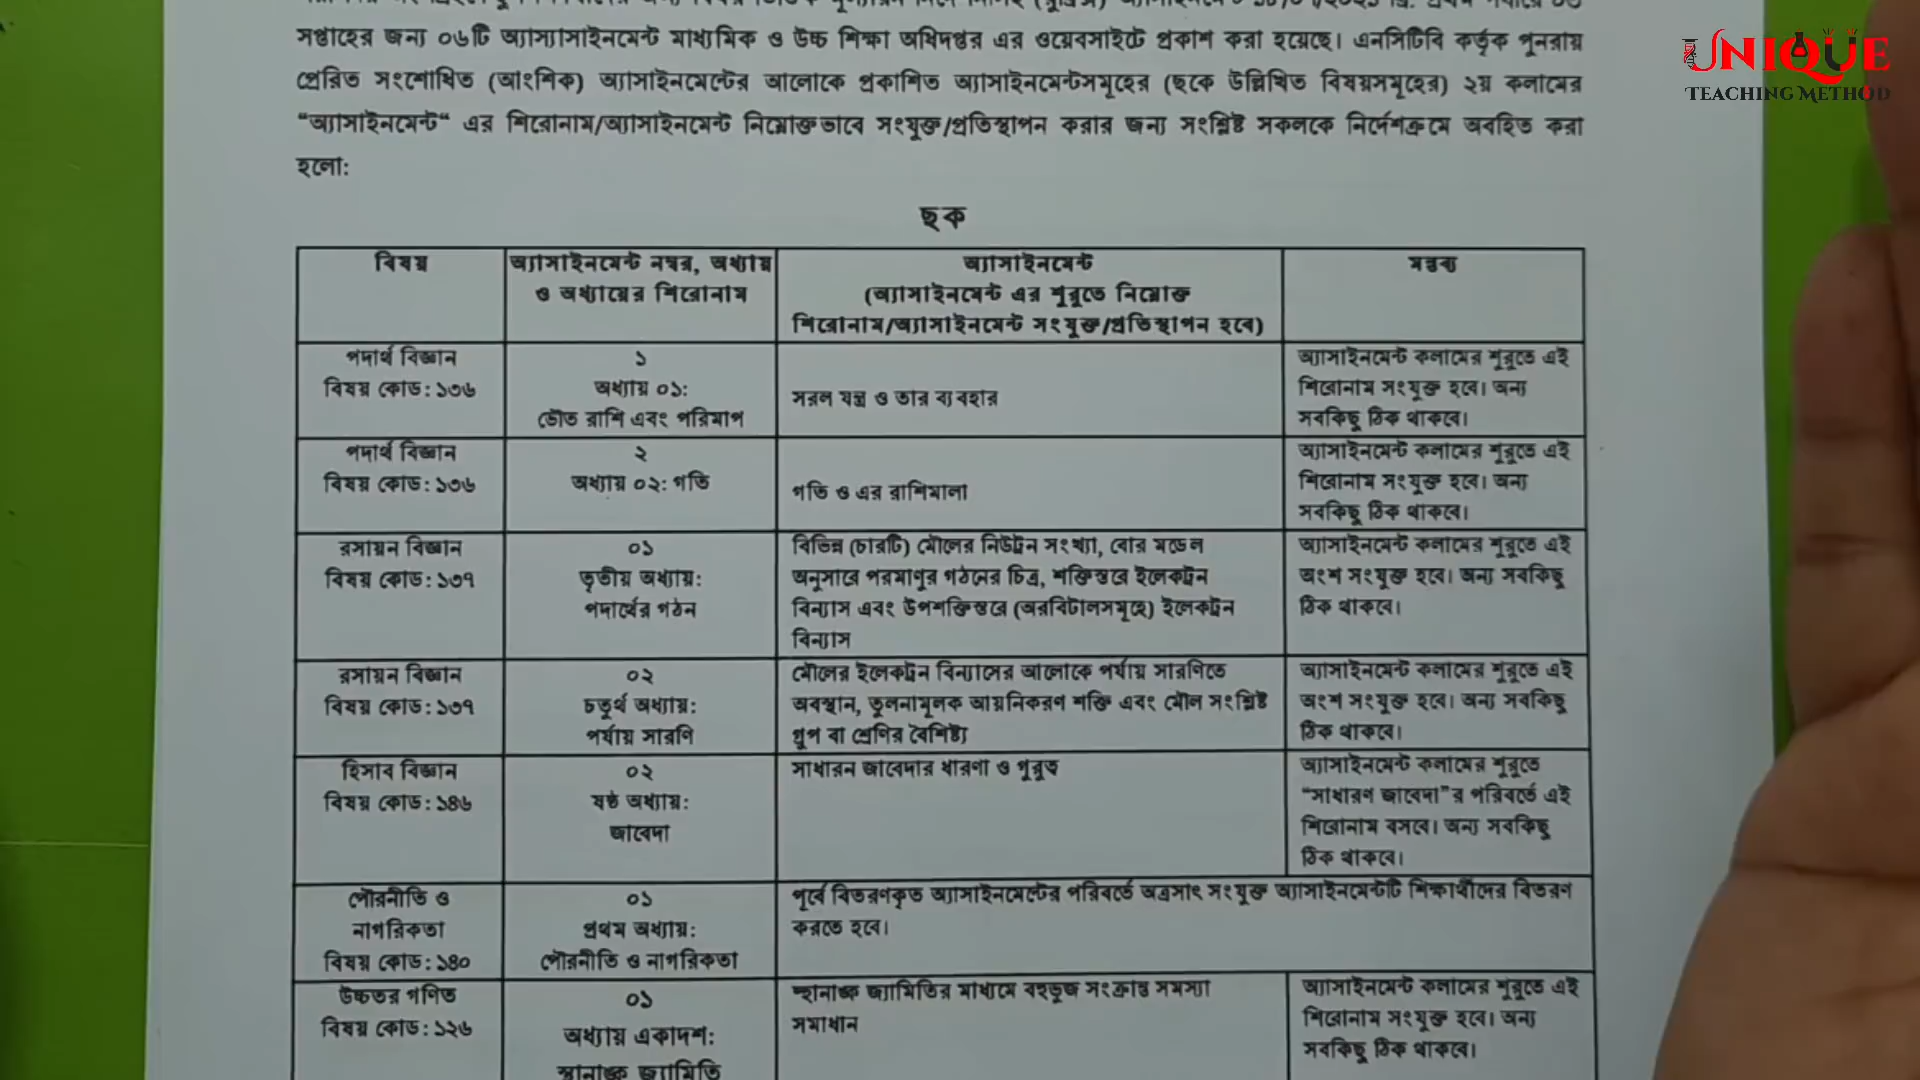 সপ্তাহের জন্য ০৬টি অ্যাস্যাসাইনমেন্ট মাধ্যমিক ও উচ্চ শিক্ষা অধিদপ্তর এর ওয়েবসাইটে প্রকাশ করা হয়েছে। এনসিটিবি কর্তৃক পুনরায়
প্রেরিত সংশোধিত (আংশিক) অ্যাসাইনমেন্টের আলোকে প্রকাশিত অ্যাসাইনমেন্টসমূহের (ছকে উল্লিখিত বিষয়সমূহের) ২য় কলামের
“অ্যাসাইনমেন্ট“ এর শিরোনাম/অ্যাসাইনমেন্ট নিম্নোক্তভাবে সংযুক্ত/প্রতিস্থাপন করার জন্য সংশ্লিষ্ট সকলকে নির্দেশক্রমে অবহিত করা
হলো:
UNIQUE
TEACHING METHOD
ছক
বিষয়
অ্যাসাইনমেন্ট নম্বর, অধ্যায়
ও অধ্যায়ের শিরোনাম
অ্যাসাইনমেন্ট
(অ্যাসাইনমেন্ট এর শুরুতে নিম্নোক্ত
শিরোনাম/অ্যাসাইনমেন্ট সংযুক্ত/প্রতিস্থাপন হবে)
মন্তব্য
পদার্থ বিজ্ঞান
বিষয় কোড: ১৩৬
১
অধ্যায় ০১:
ভৌত রাশি এবং পরিমাপ
সরল যন্ত্র ও তার ব্যবহার
অ্যাসাইনমেন্ট কলামের শুরুতে এই
শিরোনাম সংযুক্ত হবে। অন্য
সবকিছু ঠিক থাকবে।
পদার্থ বিজ্ঞান
বিষয় কোড: ১৩৬
২
অধ্যায় ০২: গতি
গতি ও এর রাশিমালা
অ্যাসাইনমেন্ট কলামের শুরুতে এই
শিরোনাম সংযুক্ত হবে। অন্য
সবকিছু ঠিক থাকবে।
রসায়ন বিজ্ঞান
বিষয় কোড: ১৩৭
০১
তৃতীয় অধ্যায়:
পদার্থের গঠন
বিভিন্ন (চারটি) মৌলের নিউট্রন সংখ্যা, বোর মডেল
অনুসারে পরমাণুর গঠনের চিত্র, শক্তিস্তরে ইলেকট্রন
বিন্যাস এবং উপশক্তিস্তরে (অরবিটালসমূহে) ইলেকট্রন
বিন্যাস
অ্যাসাইনমেন্ট কলামের শুরুতে এই
অংশ সংযুক্ত হবে। অন্য সবকিছু
ঠিক থাকবে।
রসায়ন বিজ্ঞান
বিষয় কোড: ১৩৭
০২
চতুর্থ অধ্যায়:
পর্যায় সারণি
মৌলের ইলেকট্রন বিন্যাসের আলোকে পর্যায় সারণিতে
অবস্থান, তুলনামূলক আয়নিকরণ শক্তি এবং মৌল সংশ্লিষ্ট
গ্রুপ বা শ্রেণির বৈশিষ্ট্য
অ্যাসাইনমেন্ট কলামের শুরুতে এই
অংশ সংযুক্ত হবে। অন্য সবকিছু
ঠিক থাকবে।
হিসাব বিজ্ঞান
বিষয় কোড: ১৪৬
০২
ষষ্ঠ অধ্যায়:
জাবেদা
সাধারন জাবেদার ধারণা ও গুরুত্ব
অ্যাসাইনমেন্ট কলামের শুরুতে
“সাধারণ জাবেদা”র পরিবর্তে এই
শিরোনাম বসবে। অন্য সবকিছু
ঠিক থাকবে।
পৌরনীতি ও
নাগরিকতা
বিষয় কোড: ১৪০
০১
প্রথম অধ্যায়:
পৌরনীতি ও নাগরিকতা
পূর্বে বিতরণকৃত অ্যাসাইনমেন্টের পরিবর্তে অত্রসাৎ সংযুক্ত অ্যাসাইনমেন্টটি শিক্ষার্থীদের বিতরণ
করতে হবে।
উচ্চতর গণিত
বিষয় কোড: ১২৬
০১
অধ্যায় একাদশ:
স্থানাঙ্ক জ্যামিতি
স্থানাঙ্ক জ্যামিতির মাধ্যমে বহুভূজ সংক্রান্ত সমস্যা
সমাধান
অ্যাসাইনমেন্ট কলামের শুরুতে এই
শিরোনাম সংযুক্ত হবে। অন্য
সবকিছু ঠিক থাকবে।